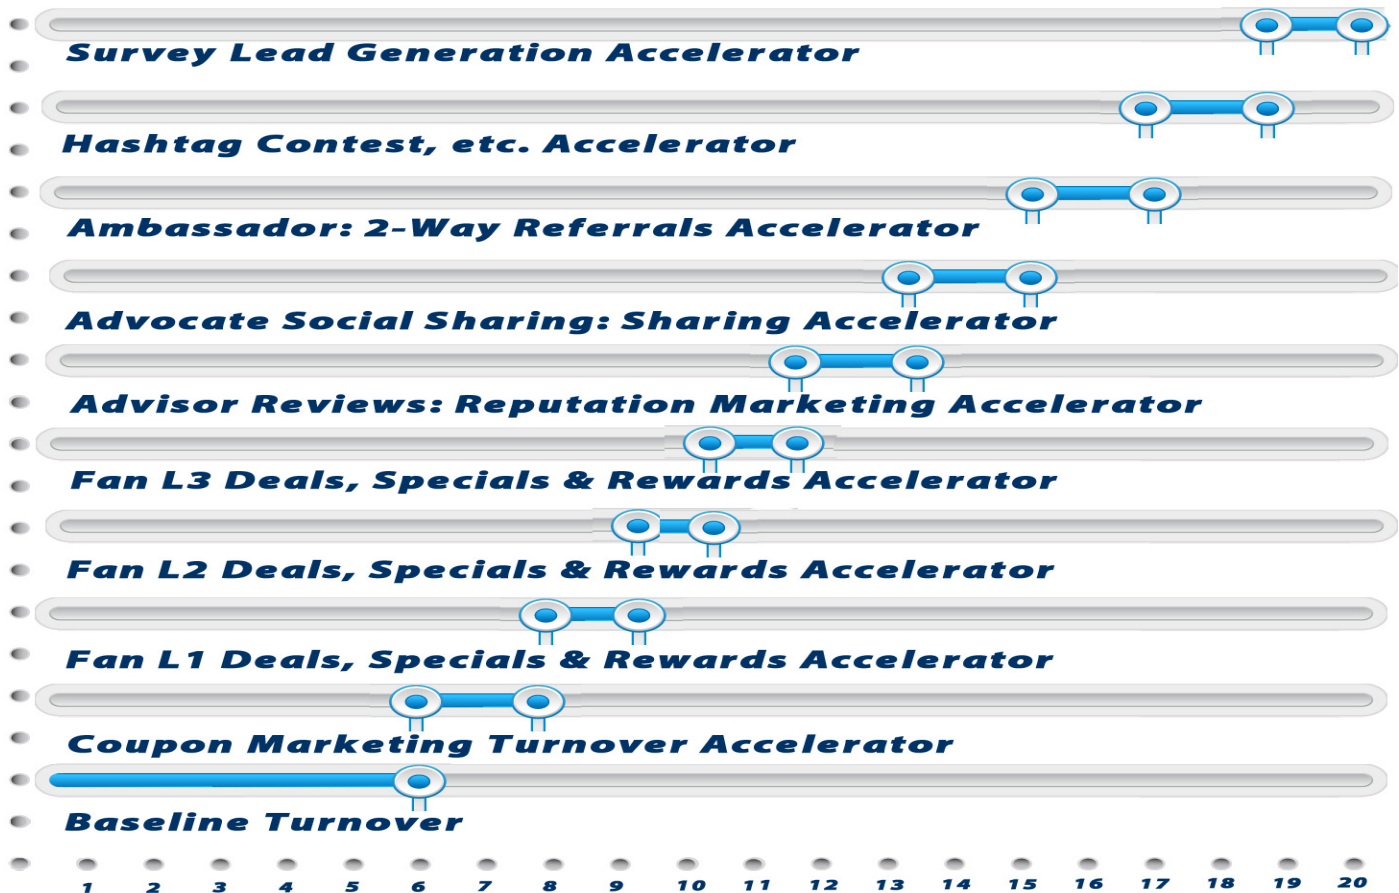 Survey Lead Generation Accelerator
Hashtag Contest, etc. Accelerator
Ambassador: 2-Way Referrals Accelerator
Advocate Social Sharing: Sharing Accelerator
Advisor Reviews: Reputation Marketing Accelerator
Fan L3 Deals, Specials & Rewards Accelerator
Fan L2 Deals, Specials & Rewards Accelerator
Fan L1 Deals, Specials & Rewards Accelerator
Coupon Marketing Turnover Accelerator
Baseline Turnover
1 2 3 4 5 6 7 8 9 10 11 12 13 14 15 16 17 18 19 20